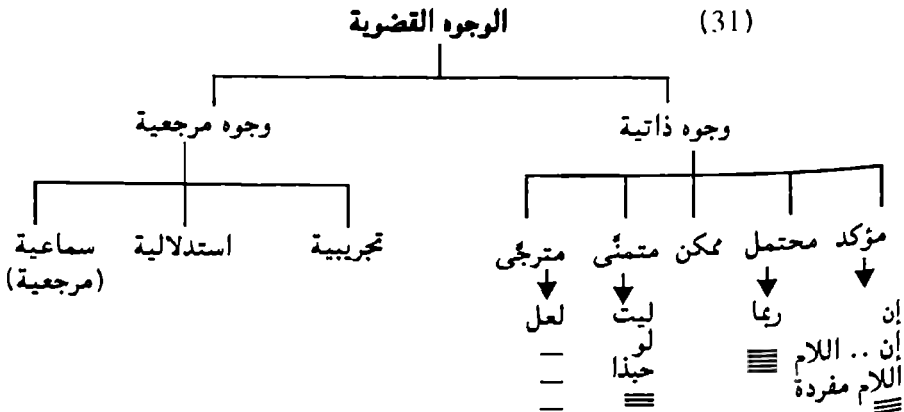 (31)
الوجوه القضوية
وجوه ذاتية
وجوه مرجعية
مؤكد محتمل ممكن متمنًّى مترجًّى
تجريبية استدلالية سماعية
(مرجعية)
إن ربما ليت لعل
إن .. اللام لو
اللام مفردة حبذا